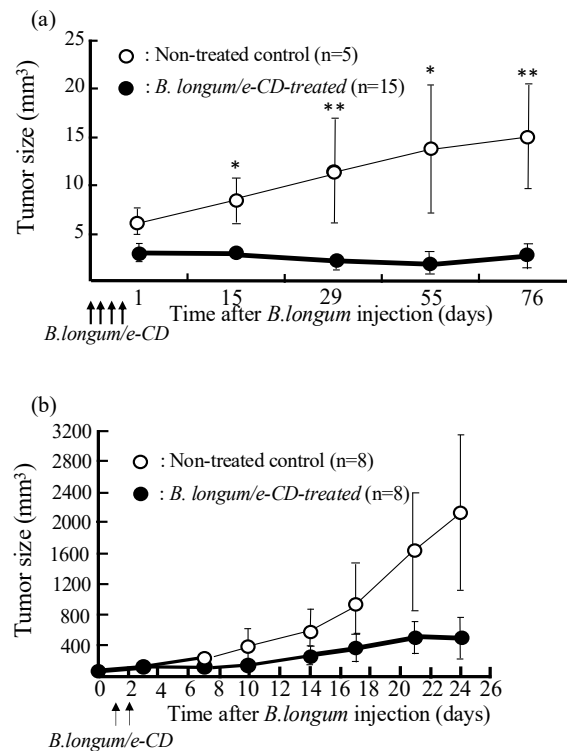 (a)
25
20
15
10
5
Tumor size (mm³)
○ : Non-treated control (n=5)
● : B. longum/e-CD-treated (n=15)
* ** * **
1 15 29 55 76
Time after B.longum injection (days)
B.longum/e-CD
(b)
3200
2800
2400
2000
1600
1200
800
400
Tumor size (mm³)
○ : Non-treated control (n=8)
● : B. longum/e-CD-treated (n=8)
0 2 4 6 8 10 12 14 16 18 20 22 24 26
Time after B.longum injection (days)
B.longum/e-CD